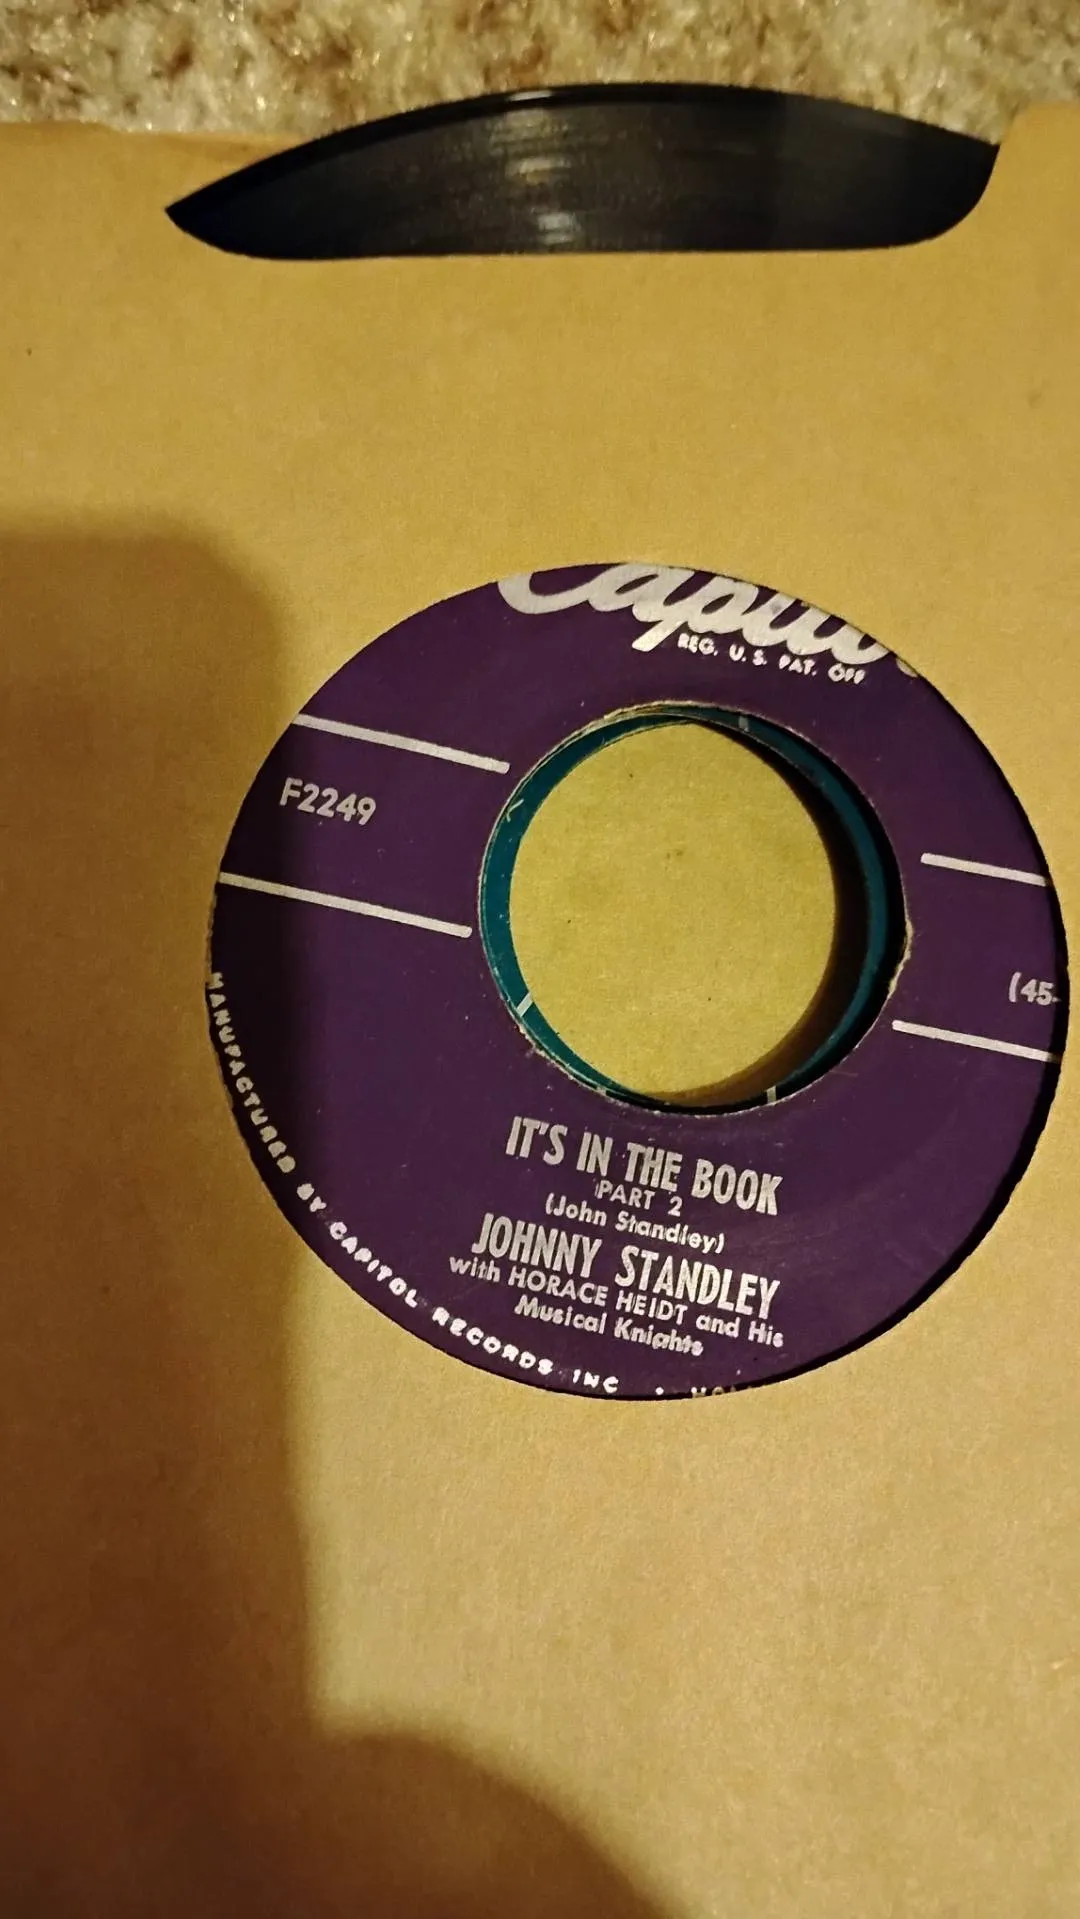 Capitol
REG. U.S. PAT. OFF
F2249
(45-
IT'S IN THE BOOK
PART 2
(John Standley)
JOHNNY STANDLEY
with HORACE HEIDT and His
Musical Knights
MANUFACTURED BY CAPITOL RECORDS INC •